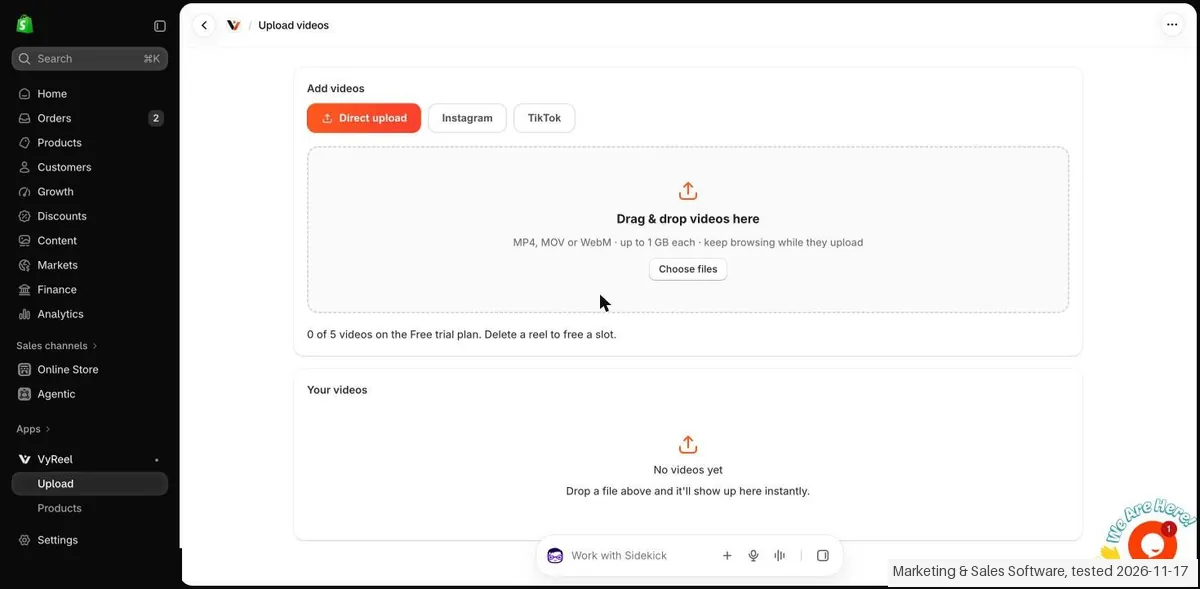 Search ⌘K
Home
Orders 2
Products
Customers
Growth
Discounts
Content
Markets
Finance
Analytics
Sales channels
Online Store
Agentic
Apps
VyReel
Upload
Products
Settings
/ Upload videos
Add videos
Direct upload Instagram TikTok
Drag & drop videos here
MP4, MOV or WebM · up to 1 GB each · keep browsing while they upload
Choose files
0 of 5 videos on the Free trial plan. Delete a reel to free a slot.
Your videos
No videos yet
Drop a file above and it'll show up here instantly.
Work with Sidekick
We Are Here!
1
Marketing & Sales Software, tested 2026-11-17